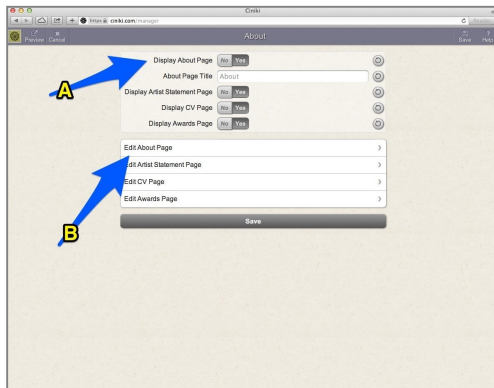 Ciniki
https ciniki.com/manager
Reader
Preview Cancel About Save Help
Display About Page No Yes
About Page Title About
Display Artist Statement Page No Yes
Display CV Page No Yes
Display Awards Page No Yes
A
Edit About Page
Edit Artist Statement Page
Edit CV Page
Edit Awards Page
B
Save